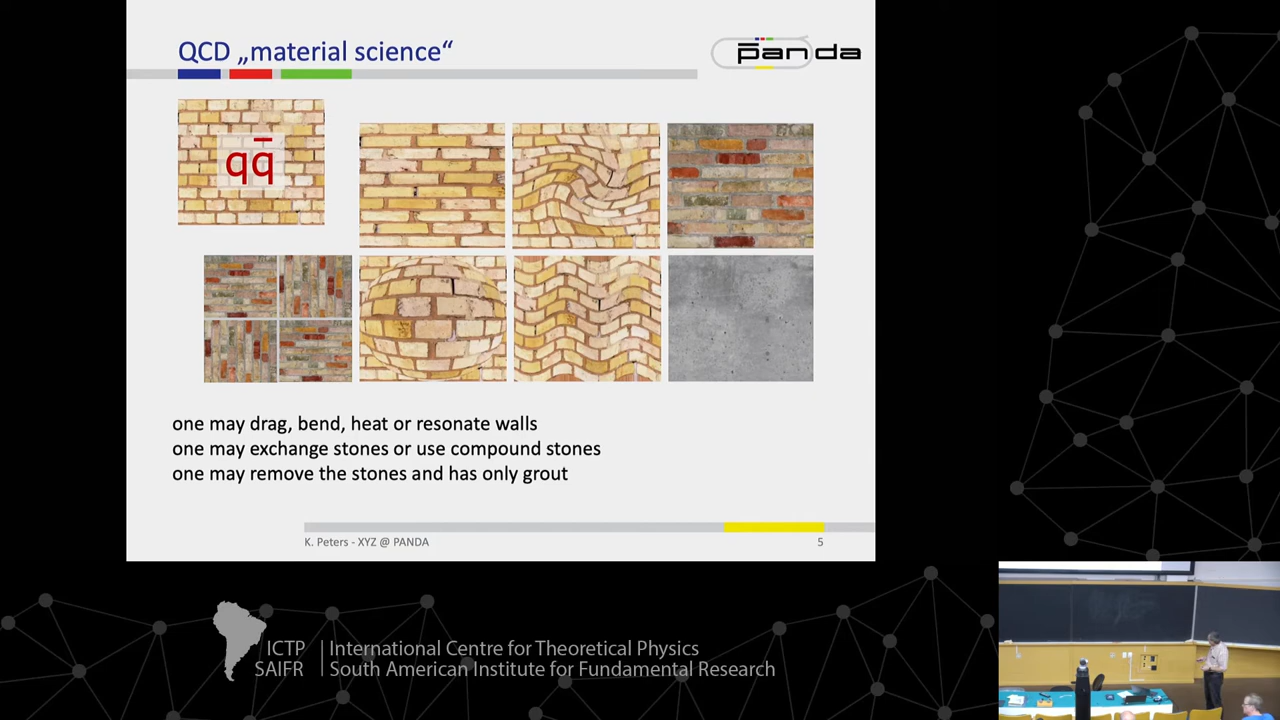 QCD „material science“
panda
qq̄
one may drag, bend, heat or resonate walls
one may exchange stones or use compound stones
one may remove the stones and has only grout
K. Peters - XYZ @ PANDA
5
ICTP
SAIFR
International Centre for Theoretical Physics
South American Institute for Fundamental Research